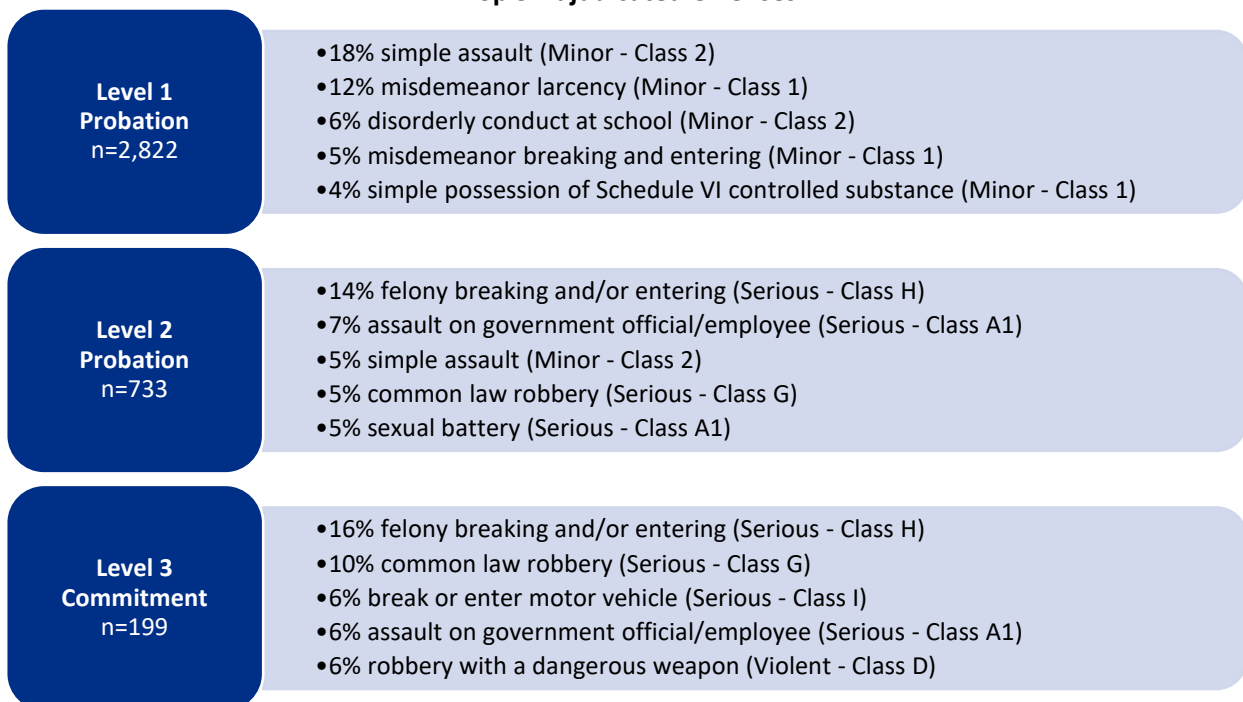 Level 1
Probation
n=2,822
•18% simple assault (Minor - Class 2)
•12% misdemeanor larcency (Minor - Class 1)
•6% disorderly conduct at school (Minor - Class 2)
•5% misdemeanor breaking and entering (Minor - Class 1)
•4% simple possession of Schedule VI controlled substance (Minor - Class 1)
Level 2
Probation
n=733
•14% felony breaking and/or entering (Serious - Class H)
•7% assault on government official/employee (Serious - Class A1)
•5% simple assault (Minor - Class 2)
•5% common law robbery (Serious - Class G)
•5% sexual battery (Serious - Class A1)
Level 3
Commitment
n=199
•16% felony breaking and/or entering (Serious - Class H)
•10% common law robbery (Serious - Class G)
•6% break or enter motor vehicle (Serious - Class I)
•6% assault on government official/employee (Serious - Class A1)
•6% robbery with a dangerous weapon (Violent - Class D)